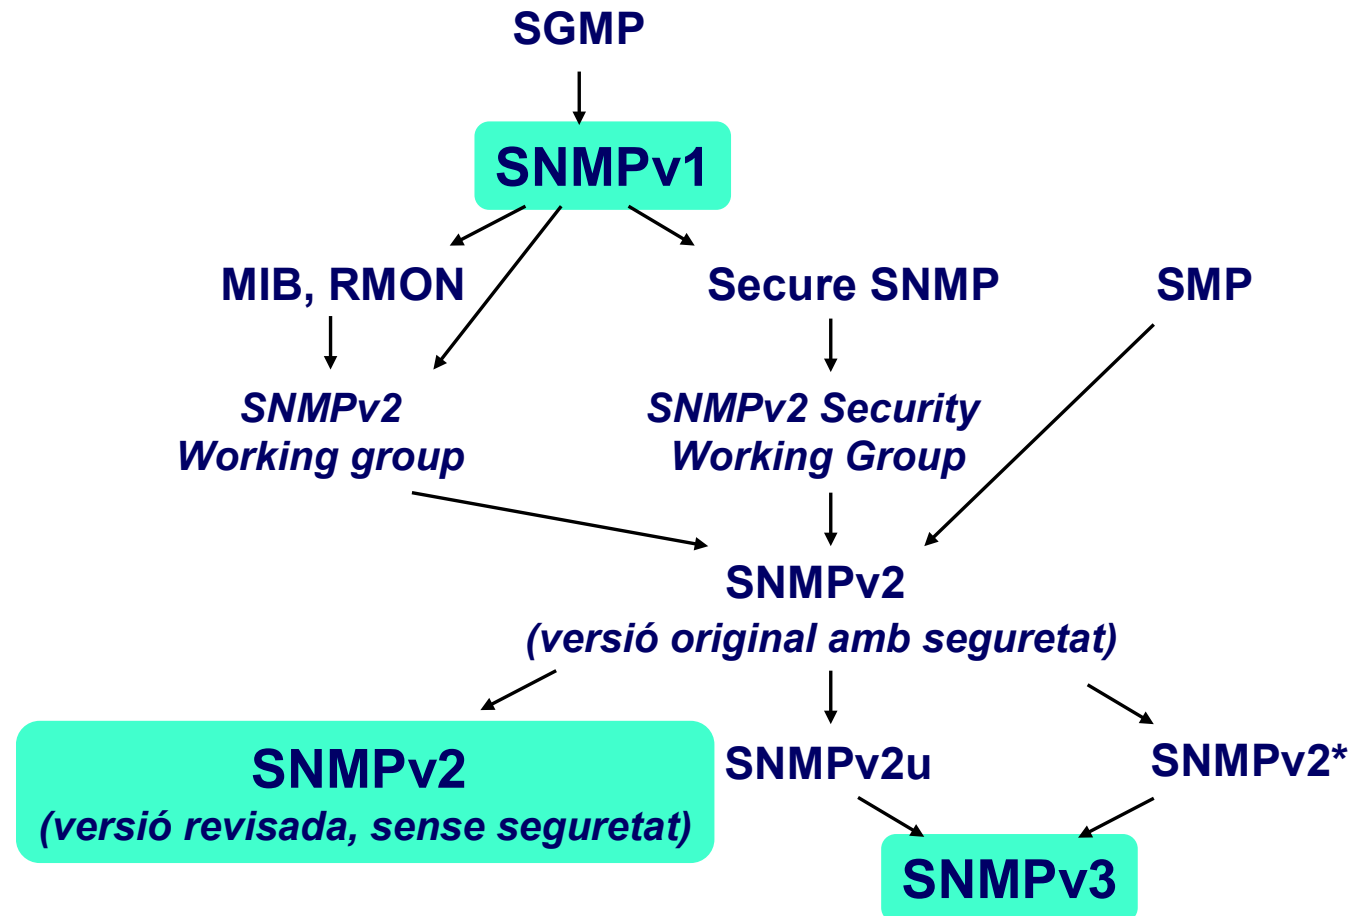 SGMP
SNMPv1
MIB, RMON
Secure SNMP
SMP
SNMPv2
Working group
SNMPv2 Security
Working Group
SNMPv2
(versió original amb seguretat)
SNMPv2
(versió revisada, sense seguretat)
SNMPv2u
SNMPv2*
SNMPv3